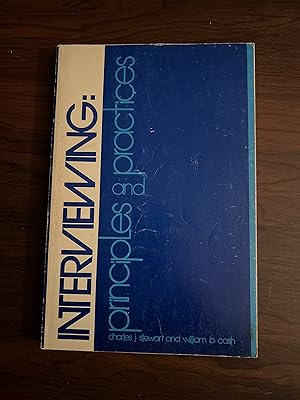 INTERVIEWING:
principles and practices
charles j stewart and william b cash